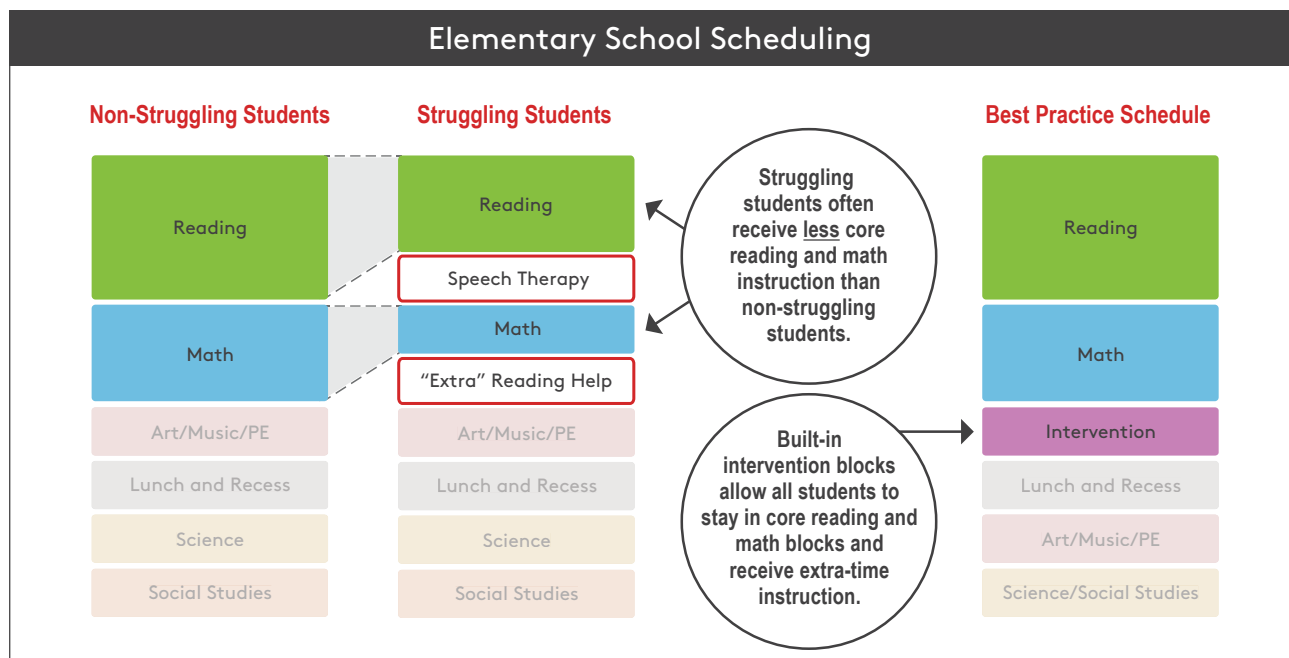 Elementary School Scheduling
Non-Struggling Students
Reading
Math
Art/Music/PE
Lunch and Recess
Science
Social Studies
Struggling Students
Reading
Speech Therapy
Math
“Extra” Reading Help
Art/Music/PE
Lunch and Recess
Science
Social Studies
Struggling
students often
receive less core
reading and math
instruction than
non-struggling
students.
Built-in
intervention blocks
allow all students to
stay in core reading and
math blocks and
receive extra-time
instruction.
Best Practice Schedule
Reading
Math
Intervention
Lunch and Recess
Art/Music/PE
Science/Social Studies